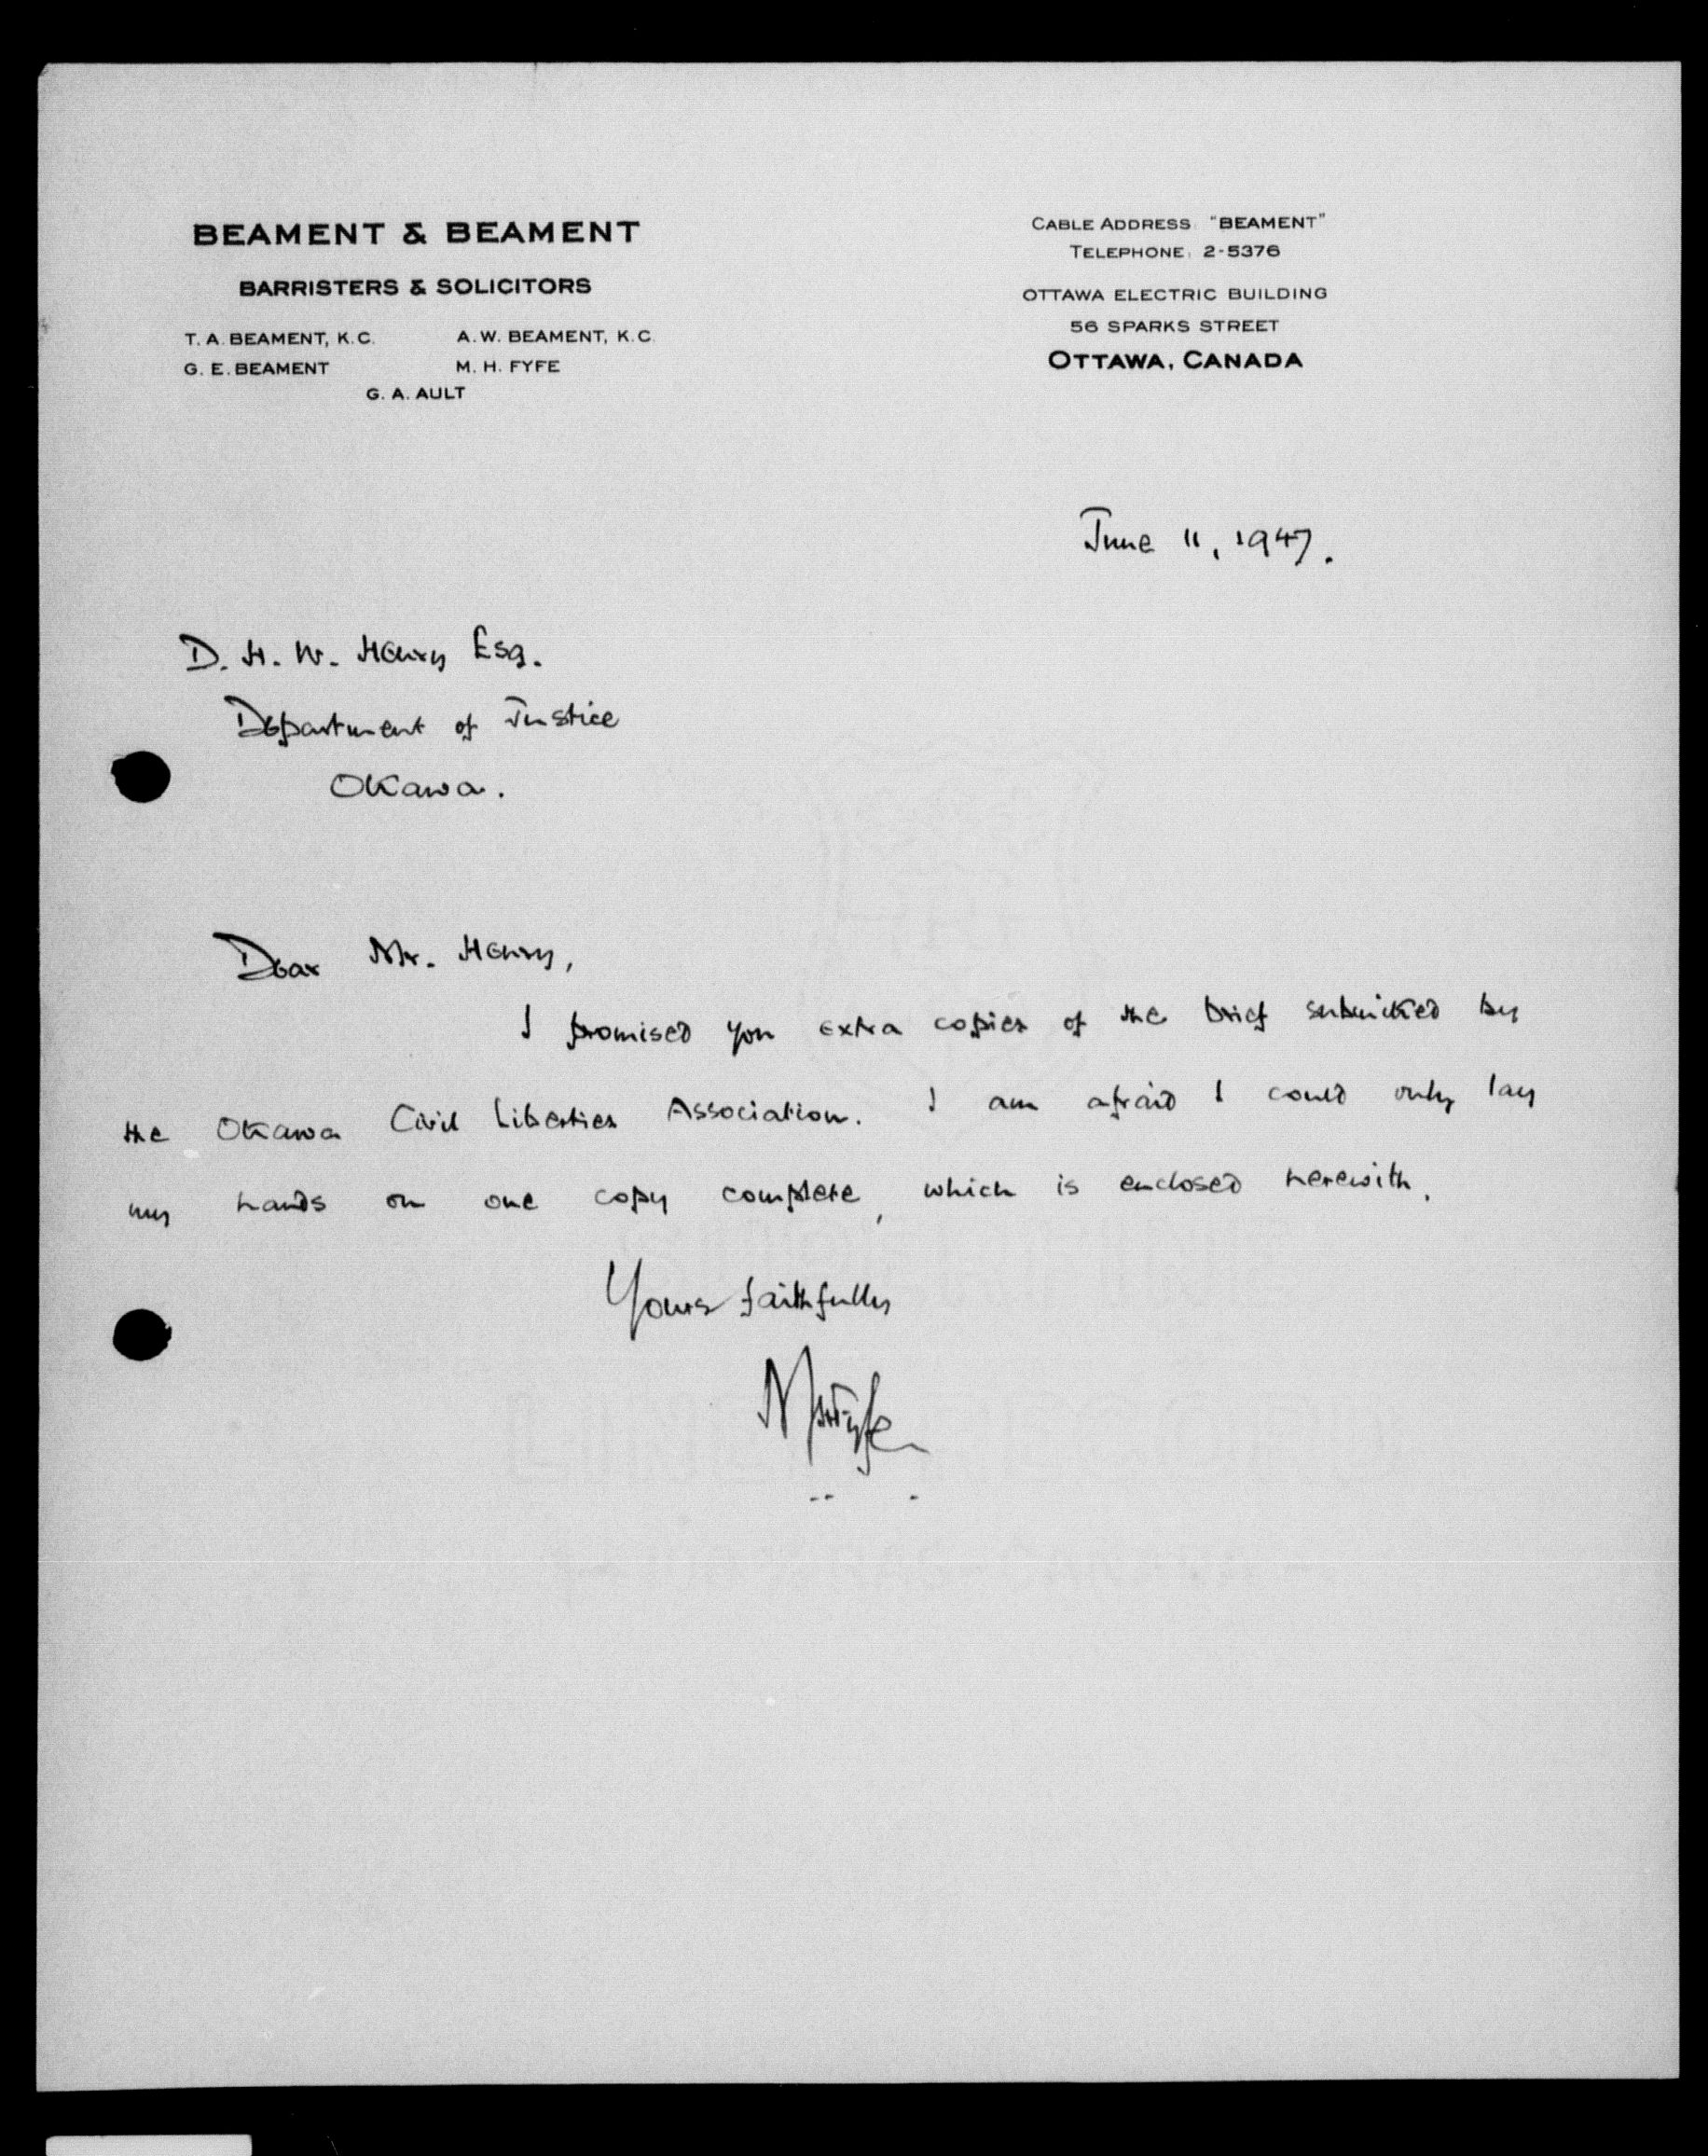 BEAMENT & BEAMENT
BARRISTERS & SOLICITORS
T. A. BEAMENT, K.C. A. W. BEAMENT, K.C.
G. E. BEAMENT M. H. FYFE
G. A. AULT
CABLE ADDRESS: "BEAMENT"
TELEPHONE: 2-5376
OTTAWA ELECTRIC BUILDING
56 SPARKS STREET
OTTAWA, CANADA
June 11, 1947.
D. H. W. Henry Esq.
Department of Justice
Ottawa.
Dear Mr. Henry,
I promised you extra copies of the brief submitted by
the Ottawa Civil Liberties Association. I am afraid I could only lay
my hands on one copy complete, which is enclosed herewith.
Yours faithfully
MHFyfe